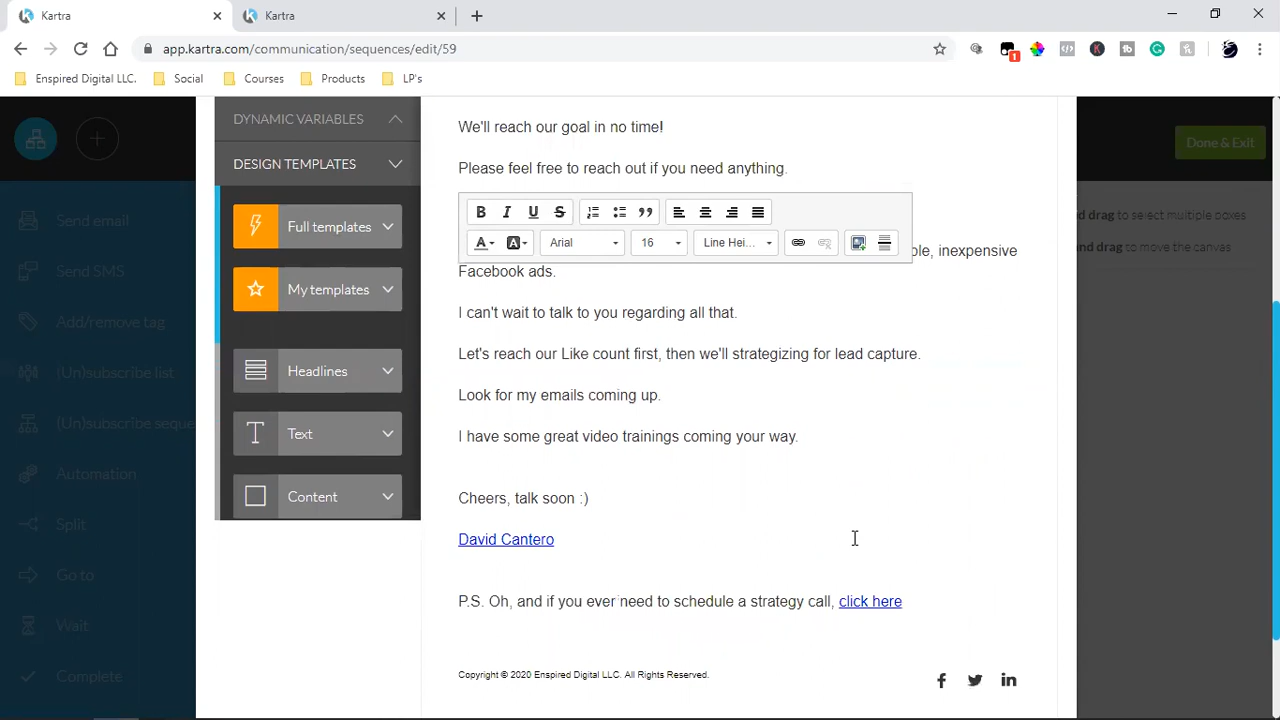 Kartra
Kartra
app.kartra.com/communication/sequences/edit/59
1
Enspired Digital LLC.
Social
Courses
Products
LP's
DYNAMIC VARIABLES
DESIGN TEMPLATES
Full templates
My templates
Headlines
Text
Content
Send email
Send SMS
Add/remove tag
(Un)subscribe list
(Un)subscribe seque
Automation
Split
Go to
Wait
Complete
Done & Exit
nd drag to select multiple boxes
and drag to move the canvas
We'll reach our goal in no time!
Please feel free to reach out if you need anything.
B I U S
A A Arial 16 Line Hei...
ple, inexpensive
Facebook ads.
I can't wait to talk to you regarding all that.
Let's reach our Like count first, then we'll strategizing for lead capture.
Look for my emails coming up.
I have some great video trainings coming your way.
Cheers, talk soon :)
David Cantero
P.S. Oh, and if you ever need to schedule a strategy call, click here
Copyright © 2020 Enspired Digital LLC. All Rights Reserved.